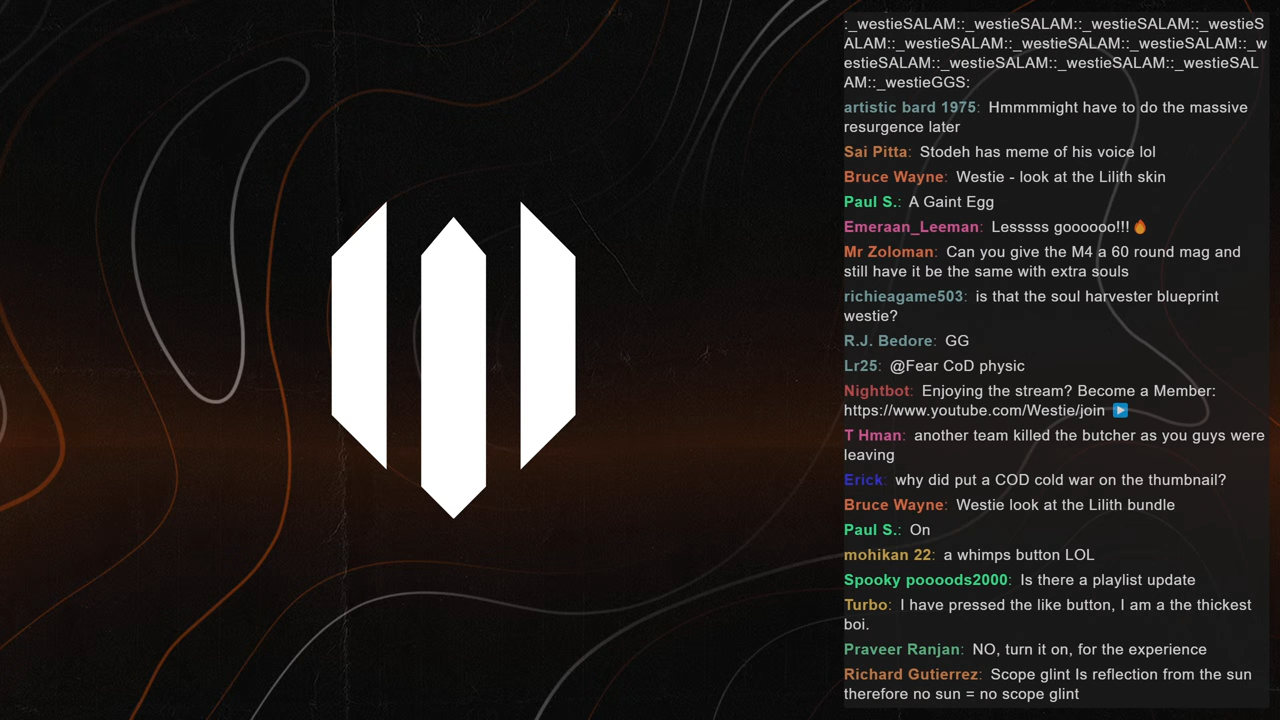 :_westieSALAM::_westieSALAM::_westieSALAM::_westieS
ALAM::_westieSALAM::_westieSALAM::_westieSALAM::_w
estieSALAM::_westieSALAM::_westieSALAM::_westieSAL
AM::_westieGGS:
artistic bard 1975: Hmmmmight have to do the massive
resurgence later
Sai Pitta: Stodeh has meme of his voice lol
Bruce Wayne: Westie - look at the Lilith skin
Paul S.: A Gaint Egg
Emeraan_Leeman: Lesssss goooooo!!!🔥
Mr Zoloman: Can you give the M4 a 60 round mag and
still have it be the same with extra souls
richieagame503: is that the soul harvester blueprint
westie?
R.J. Bedore: GG
Lr25: @Fear CoD physic
Nightbot: Enjoying the stream? Become a Member:
https://www.youtube.com/Westie/join ▶️
T Hman: another team killed the butcher as you guys were
leaving
Erick: why did put a COD cold war on the thumbnail?
Bruce Wayne: Westie look at the Lilith bundle
Paul S.: On
mohikan 22: a whimps button LOL
Spooky poooods2000: Is there a playlist update
Turbo: I have pressed the like button, I am a the thickest
boi.
Praveer Ranjan: NO, turn it on, for the experience
Richard Gutierrez: Scope glint Is reflection from the sun
therefore no sun = no scope glint